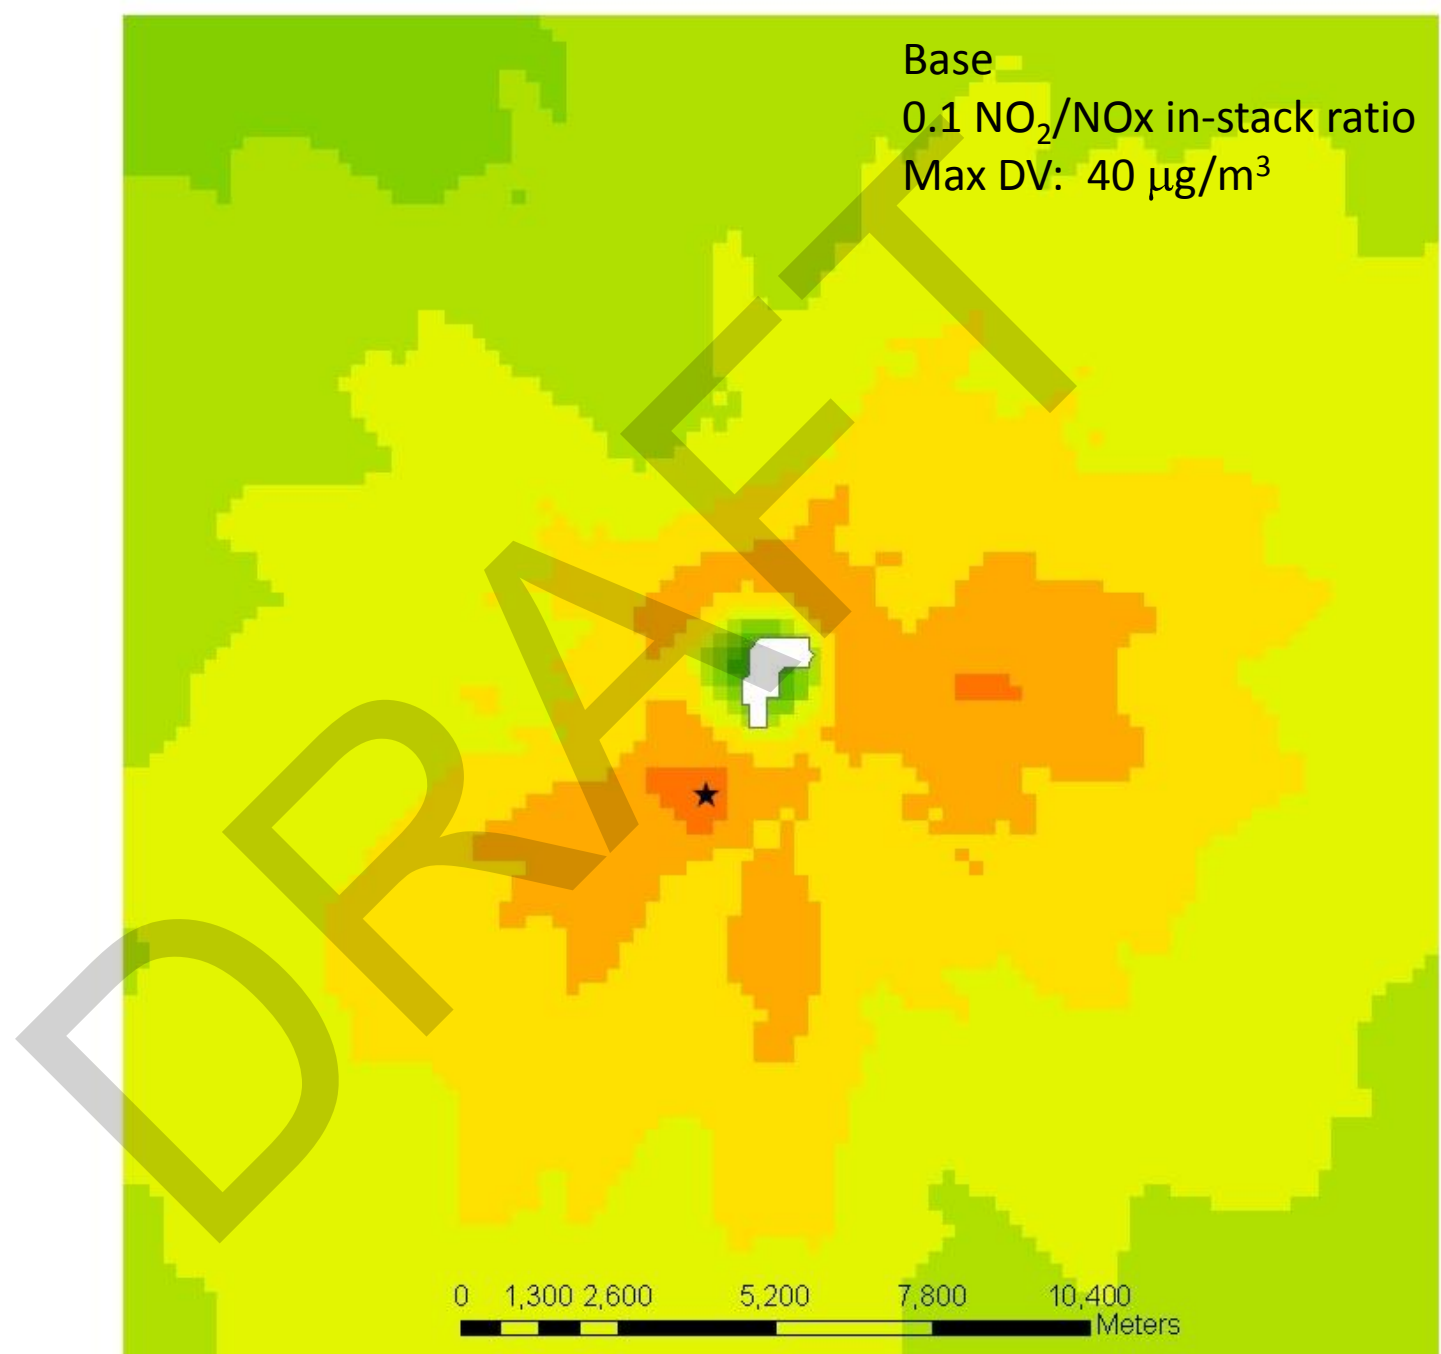 Base
0.1 NO₂/NOx in-stack ratio
Max DV: 40 μg/m³
DRAFT
0 1,300 2,600 5,200 7,800 10,400
Meters